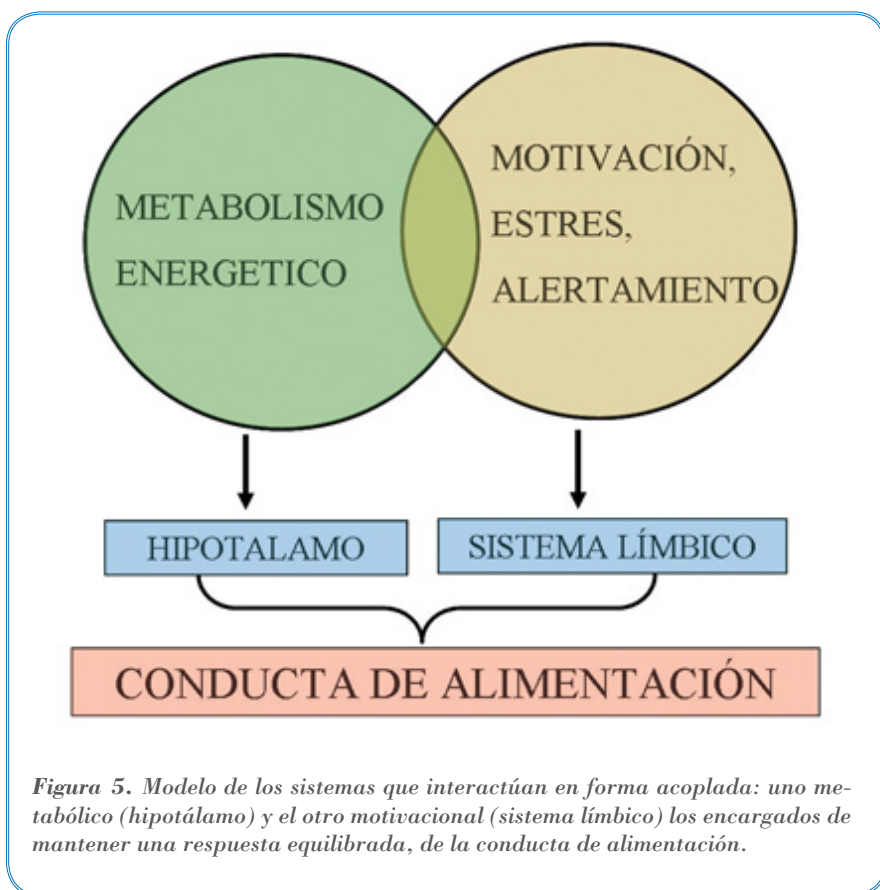 METABOLISMO
ENERGETICO
MOTIVACIÓN,
ESTRES,
ALERTAMIENTO
HIPOTALAMO
SISTEMA LÍMBICO
CONDUCTA DE ALIMENTACIÓN
Figura 5. Modelo de los sistemas que interactúan en forma acoplada: uno me-
tabólico (hipotálamo) y el otro motivacional (sistema límbico) los encargados de
mantener una respuesta equilibrada, de la conducta de alimentación.